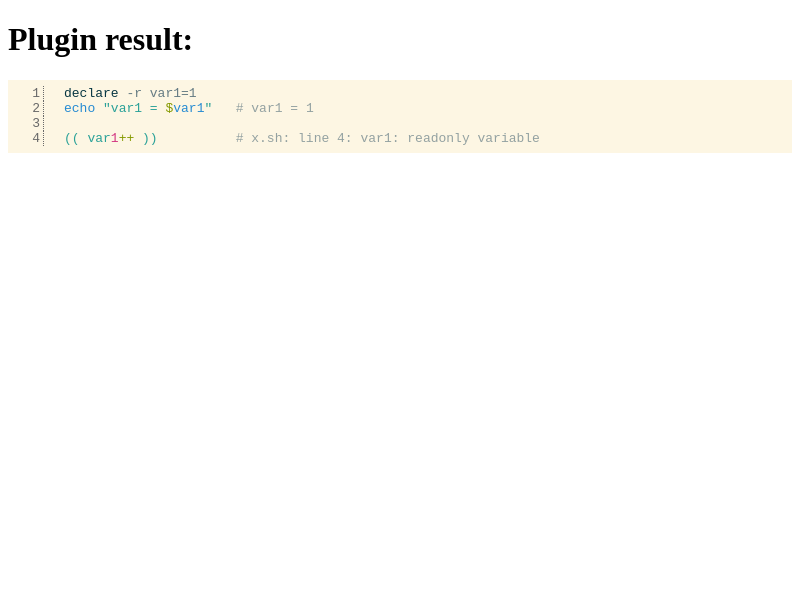 Plugin result:
1 declare -r var1=1
2 echo "var1 = $var1"   # var1 = 1
3
4 (( var1++ ))          # x.sh: line 4: var1: readonly variable